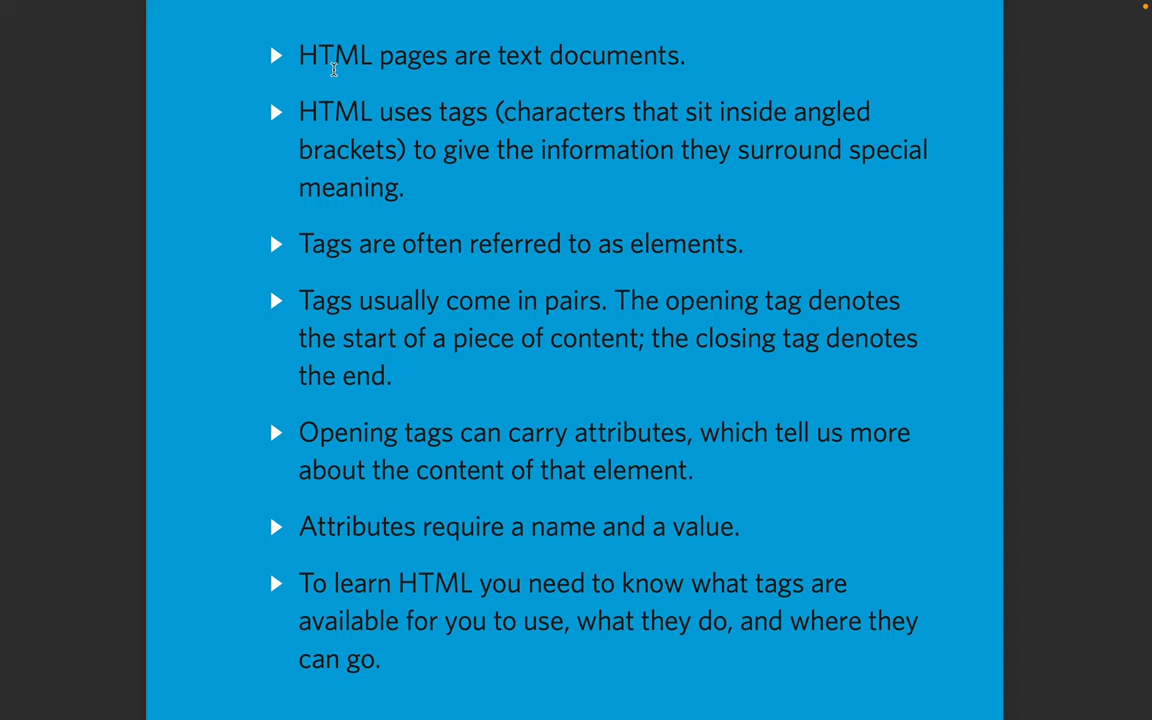 HTML pages are text documents.
HTML uses tags (characters that sit inside angled
brackets) to give the information they surround special
meaning.
Tags are often referred to as elements.
Tags usually come in pairs. The opening tag denotes
the start of a piece of content; the closing tag denotes
the end.
Opening tags can carry attributes, which tell us more
about the content of that element.
Attributes require a name and a value.
To learn HTML you need to know what tags are
available for you to use, what they do, and where they
can go.